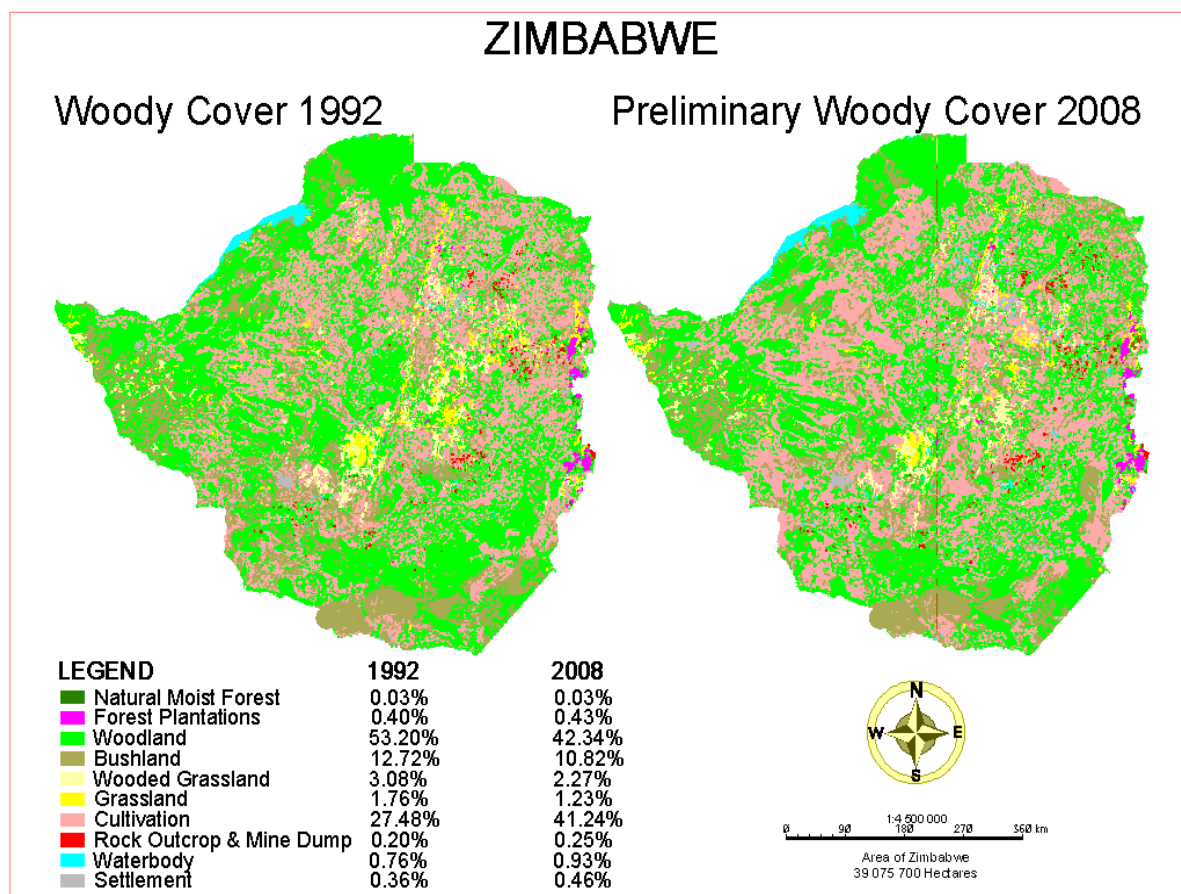 ZIMBABWE
Woody Cover 1992
Preliminary Woody Cover 2008
LEGEND 1992 2008
Natural Moist Forest 0.03% 0.03%
Forest Plantations 0.40% 0.43%
Woodland 53.20% 42.34%
Bushland 12.72% 10.82%
Wooded Grassland 3.08% 2.27%
Grassland 1.76% 1.23%
Cultivation 27.48% 41.24%
Rock Outcrop & Mine Dump 0.20% 0.25%
Waterbody 0.76% 0.93%
Settlement 0.36% 0.46%
N
W E
S
1:4 500 000
0 90 180 270 360 km
Area of Zimbabwe
39 075 700 Hectares